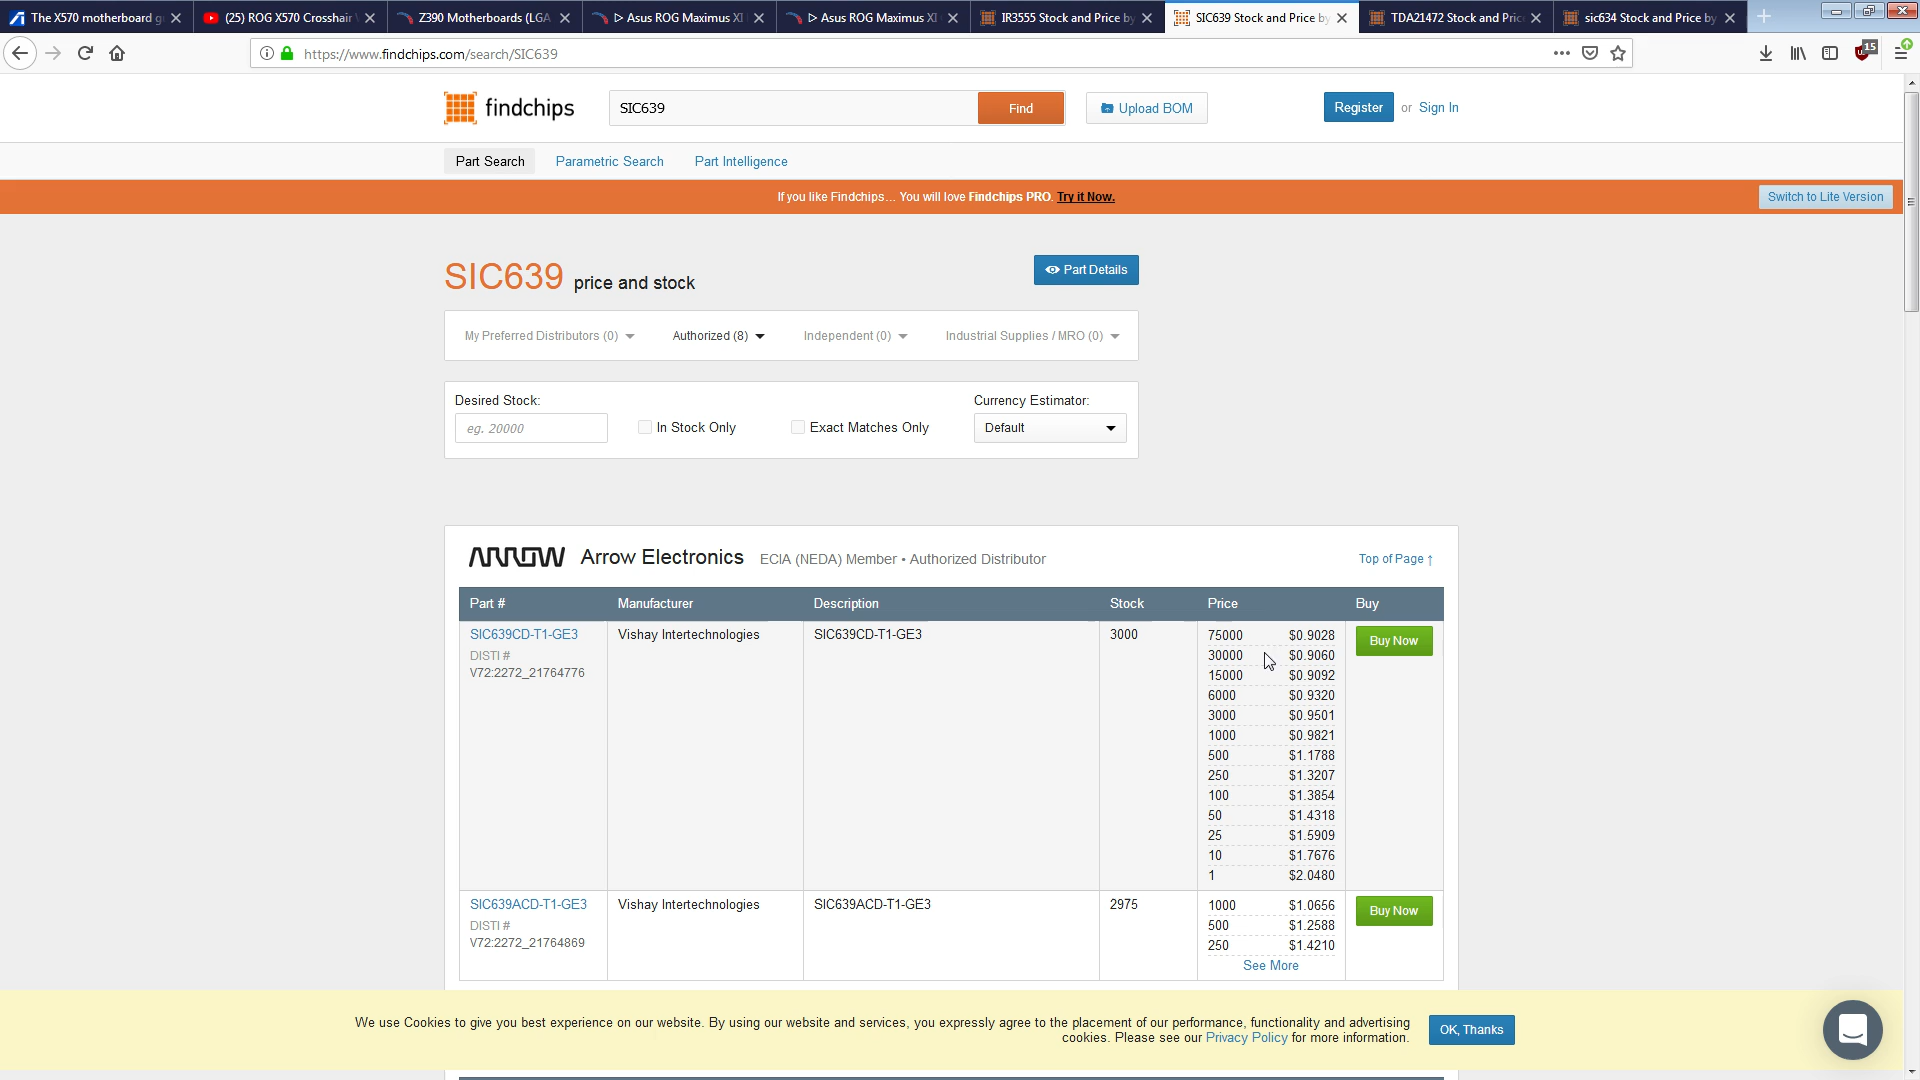 The X570 motherboard g
(25) ROG X570 Crosshair
Z390 Motherboards (LGA
▷ Asus ROG Maximus XI
▷ Asus ROG Maximus XI
IR3555 Stock and Price by
SIC639 Stock and Price by
TDA21472 Stock and Pric
sic634 Stock and Price by
https://www.findchips.com/search/SIC639
15
findchips
SIC639
Find
Upload BOM
Register or Sign In
Part Search
Parametric Search
Part Intelligence
If you like Findchips... You will love Findchips PRO. Try it Now.
Switch to Lite Version
SIC639 price and stock
Part Details
My Preferred Distributors (0)
Authorized (8)
Independent (0)
Industrial Supplies / MRO (0)
Desired Stock:
Currency Estimator:
eg. 20000
In Stock Only
Exact Matches Only
Default
ARROW
Arrow Electronics ECIA (NEDA) Member • Authorized Distributor
Top of Page ↑
Part # Manufacturer Description Stock Price Buy
SIC639CD-T1-GE3 Vishay Intertechnologies SIC639CD-T1-GE3 3000 75000 $0.9028 Buy Now
DISTI # 30000 $0.9060
V72:2272_21764776 15000 $0.9092
6000 $0.9320
3000 $0.9501
1000 $0.9821
500 $1.1788
250 $1.3207
100 $1.3854
50 $1.4318
25 $1.5909
10 $1.7676
1 $2.0480
SIC639ACD-T1-GE3 Vishay Intertechnologies SIC639ACD-T1-GE3 2975 1000 $1.0656 Buy Now
DISTI # 500 $1.2588
V72:2272_21764869 250 $1.4210
See More
We use Cookies to give you best experience on our website. By using our website and services, you expressly agree to the placement of our performance, functionality and advertising
cookies. Please see our Privacy Policy for more information.
OK, Thanks